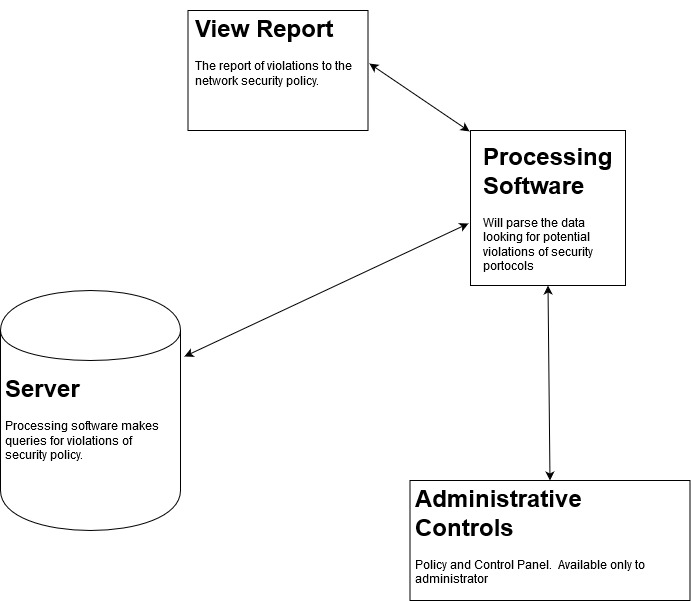 View Report
The report of violations to the
network security policy.
Processing
Software
Will parse the data
looking for potential
violations of security
portocols
Server
Processing software makes
queries for violations of
security policy.
Administrative
Controls
Policy and Control Panel.  Available only to
administrator